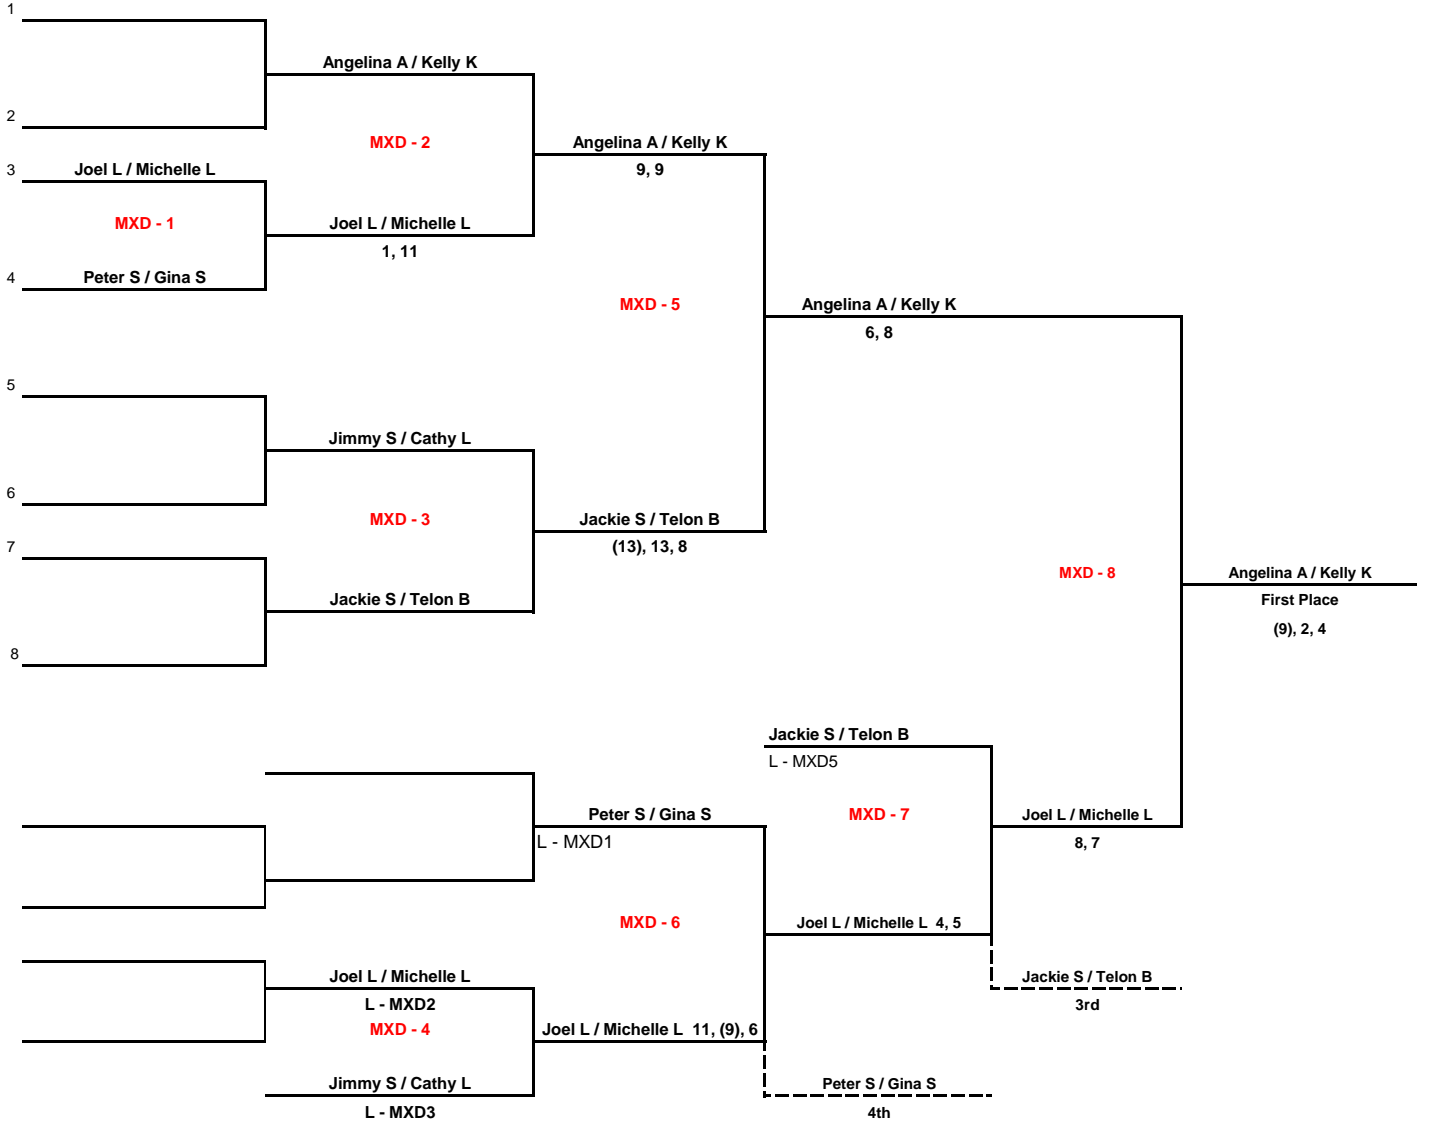 1
Angelina A / Kelly K
2
MXD - 2
Angelina A / Kelly K
3
Joel L / Michelle L
9, 9
MXD - 1
Joel L / Michelle L
1, 11
4
Peter S / Gina S
MXD - 5
Angelina A / Kelly K
6, 8
5
Jimmy S / Cathy L
6
MXD - 3
Jackie S / Telon B
7
(13), 13, 8
MXD - 8
Angelina A / Kelly K
Jackie S / Telon B
First Place
(9), 2, 4
8
Jackie S / Telon B
L - MXD5
Peter S / Gina S
MXD - 7
Joel L / Michelle L
L - MXD1
8, 7
MXD - 6
Joel L / Michelle L 4, 5
Joel L / Michelle L
Jackie S / Telon B
L - MXD2
3rd
MXD - 4
Joel L / Michelle L 11, (9), 6
Jimmy S / Cathy L
Peter S / Gina S
L - MXD3
4th